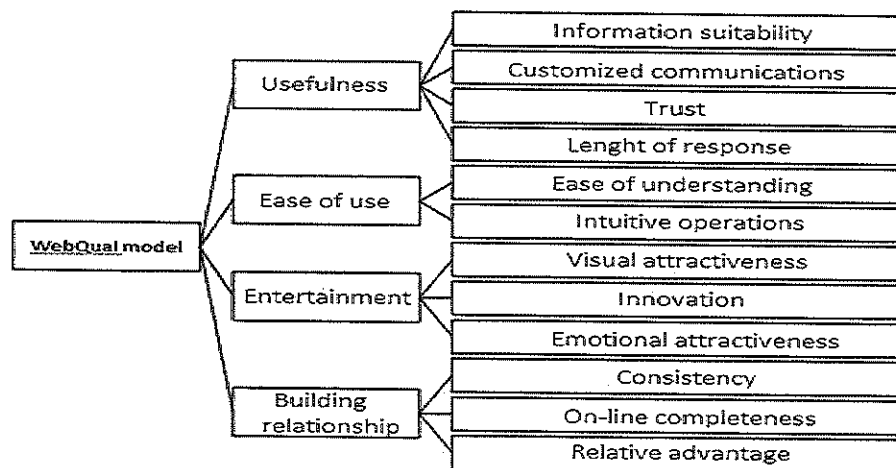 WebQual model
Usefulness
Information suitability
Customized communications
Trust
Lenght of response
Ease of use
Ease of understanding
Intuitive operations
Entertainment
Visual attractiveness
Innovation
Emotional attractiveness
Building
relationship
Consistency
On-line completeness
Relative advantage